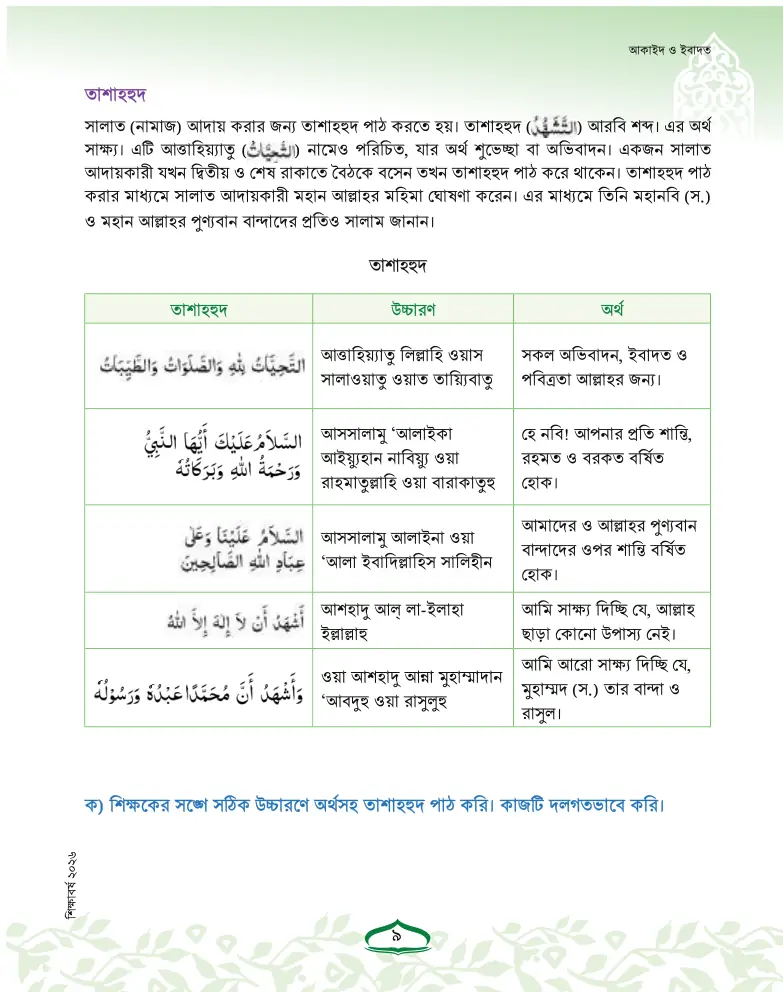 আকাইদ ও ইবাদত
তাশাহহুদ
সালাত (নামাজ) আদায় করার জন্য তাশাহহুদ পাঠ করতে হয়। তাশাহহুদ (التَّشَهُّدُ) আরবি শব্দ। এর অর্থ
সাক্ষ্য। এটি আত্তাহিয়্যাতু (التَّحِيَّاتُ) নামেও পরিচিত, যার অর্থ শুভেচ্ছা বা অভিবাদন। একজন সালাত
আদায়কারী যখন দ্বিতীয় ও শেষ রাকাতে বৈঠকে বসেন তখন তাশাহহুদ পাঠ করে থাকেন। তাশাহহুদ পাঠ
করার মাধ্যমে সালাত আদায়কারী মহান আল্লাহর মহিমা ঘোষণা করেন। এর মাধ্যমে তিনি মহানবি (স.)
ও মহান আল্লাহর পুণ্যবান বান্দাদের প্রতিও সালাম জানান।
তাশাহহুদ
তাশাহহুদ উচ্চারণ অর্থ
التَّحِيَّاتُ لِلّٰهِ وَالصَّلَوَاتُ وَالطَّيِّبَاتُ
আত্তাহিয়্যাতু লিল্লাহি ওয়াস
সালাওয়াতু ওয়াত তায়্যিবাতু
সকল অভিবাদন, ইবাদত ও
পবিত্রতা আল্লাহর জন্য।
السَّلَامُ عَلَيْكَ أَيُّهَا النَّبِيُّ
وَرَحْمَةُ اللهِ وَبَرَكَاتُهُ
আসসালামু ‘আলাইকা
আইয়্যুহান নাবিয়্যু ওয়া
রাহমাতুল্লাহি ওয়া বারাকাতুহু
হে নবি! আপনার প্রতি শান্তি,
রহমত ও বরকত বর্ষিত
হোক।
السَّلَامُ عَلَيْنَا وَعَلٰى
عِبَادِ اللهِ الصَّالِحِيْنَ
আসসালামু আলাইনা ওয়া
‘আলা ইবাদিল্লাহিস সালিহীন
আমাদের ও আল্লাহর পুণ্যবান
বান্দাদের ওপর শান্তি বর্ষিত
হোক।
أَشْهَدُ أَنْ لَا إِلٰهَ إِلَّا اللهُ
আশহাদু আল্ লা-ইলাহা
ইল্লাল্লাহু
আমি সাক্ষ্য দিচ্ছি যে, আল্লাহ
ছাড়া কোনো উপাস্য নেই।
وَأَشْهَدُ أَنَّ مُحَمَّدًا عَبْدُهُ وَرَسُوْلُهُ
ওয়া আশহাদু আন্না মুহাম্মাদান
‘আবদুহু ওয়া রাসুলুহু
আমি আরো সাক্ষ্য দিচ্ছি যে,
মুহাম্মদ (স.) তার বান্দা ও
রাসুল।
ক) শিক্ষকের সঙ্গে সঠিক উচ্চারণে অর্থসহ তাশাহহুদ পাঠ করি। কাজটি দলগতভাবে করি।
শিক্ষাবর্ষ ২০২৬
৯